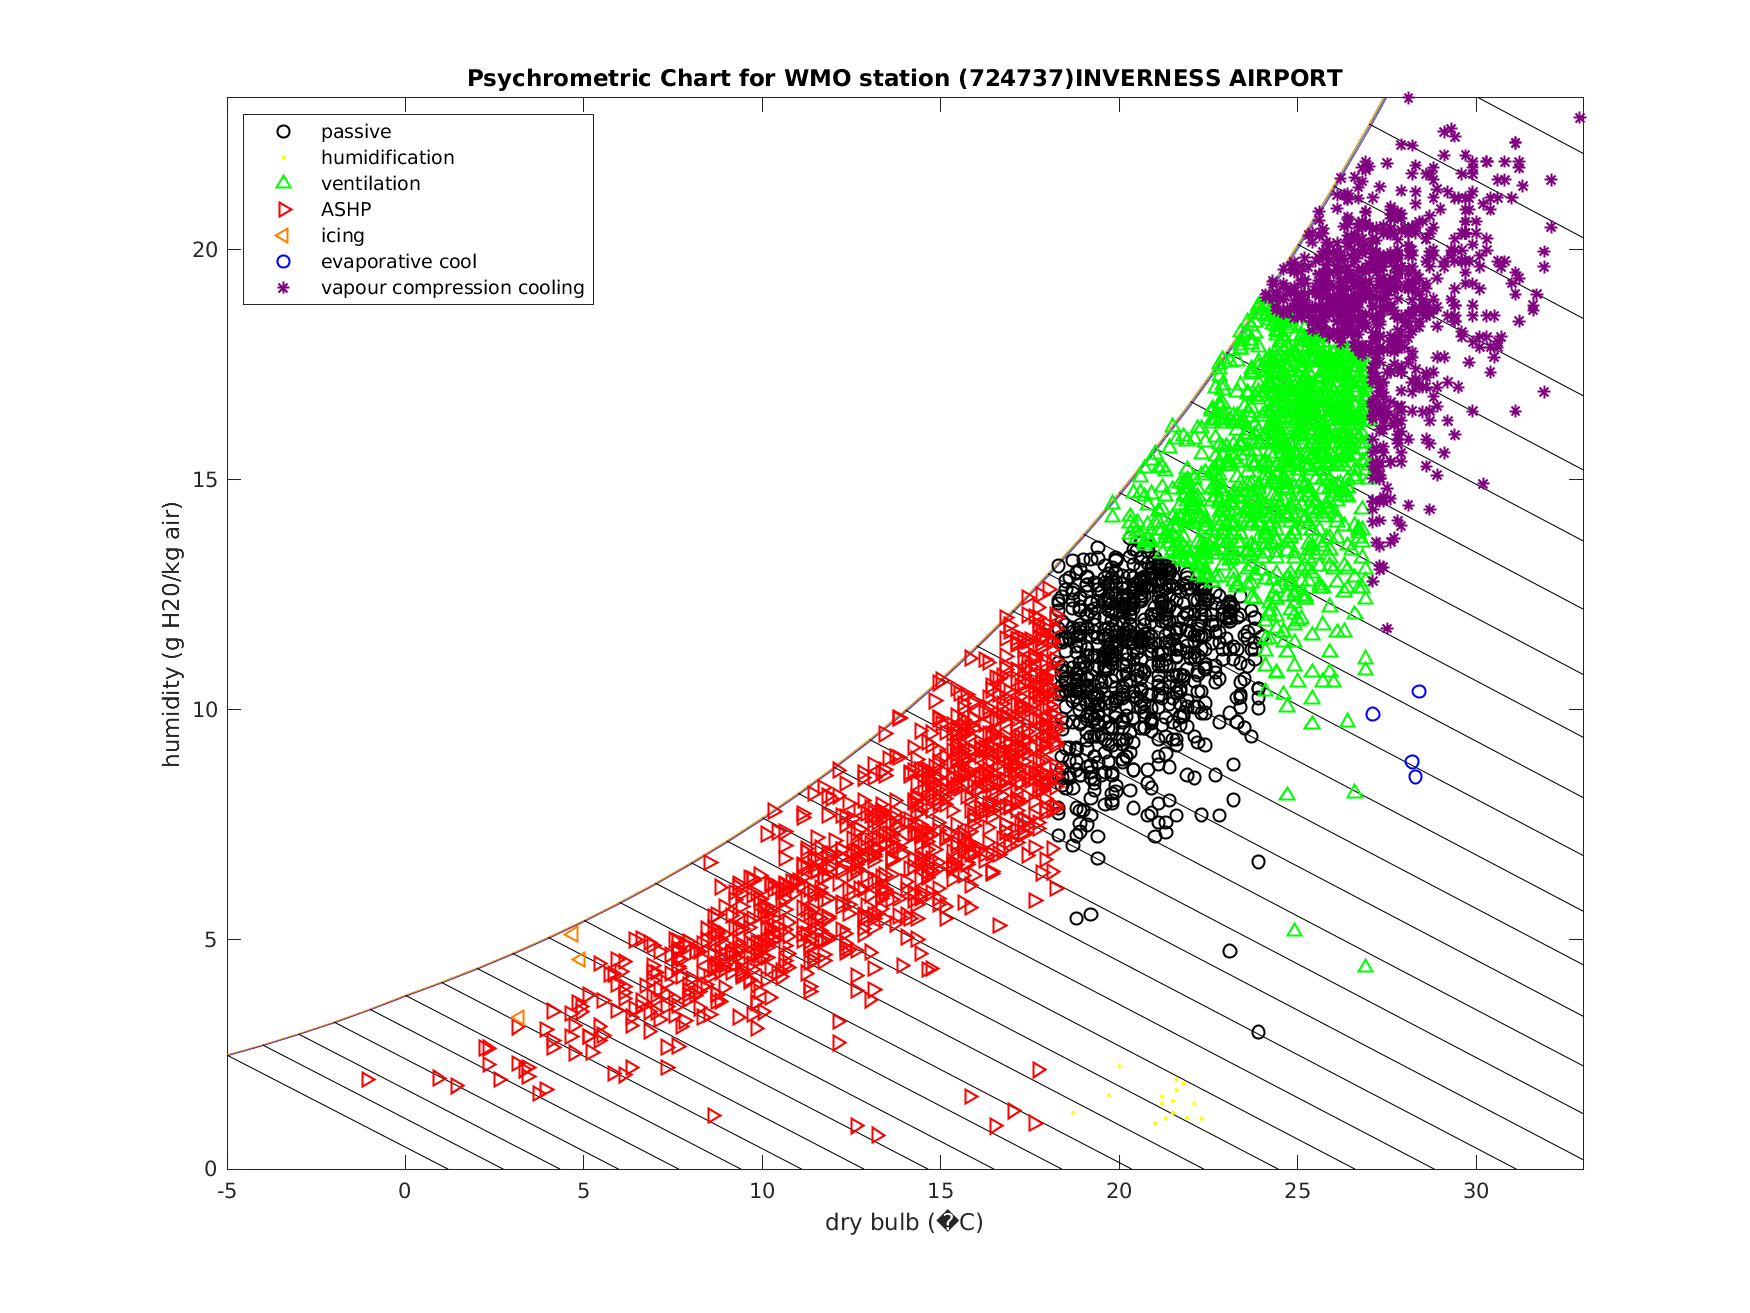 Psychrometric Chart for WMO station (724737)INVERNESS AIRPORT
passive
humidification
ventilation
ASHP
icing
evaporative cool
vapour compression cooling
humidity (g H20/kg air)
20
15
10
5
0
-5 0 5 10 15 20 25 30
dry bulb (�C)